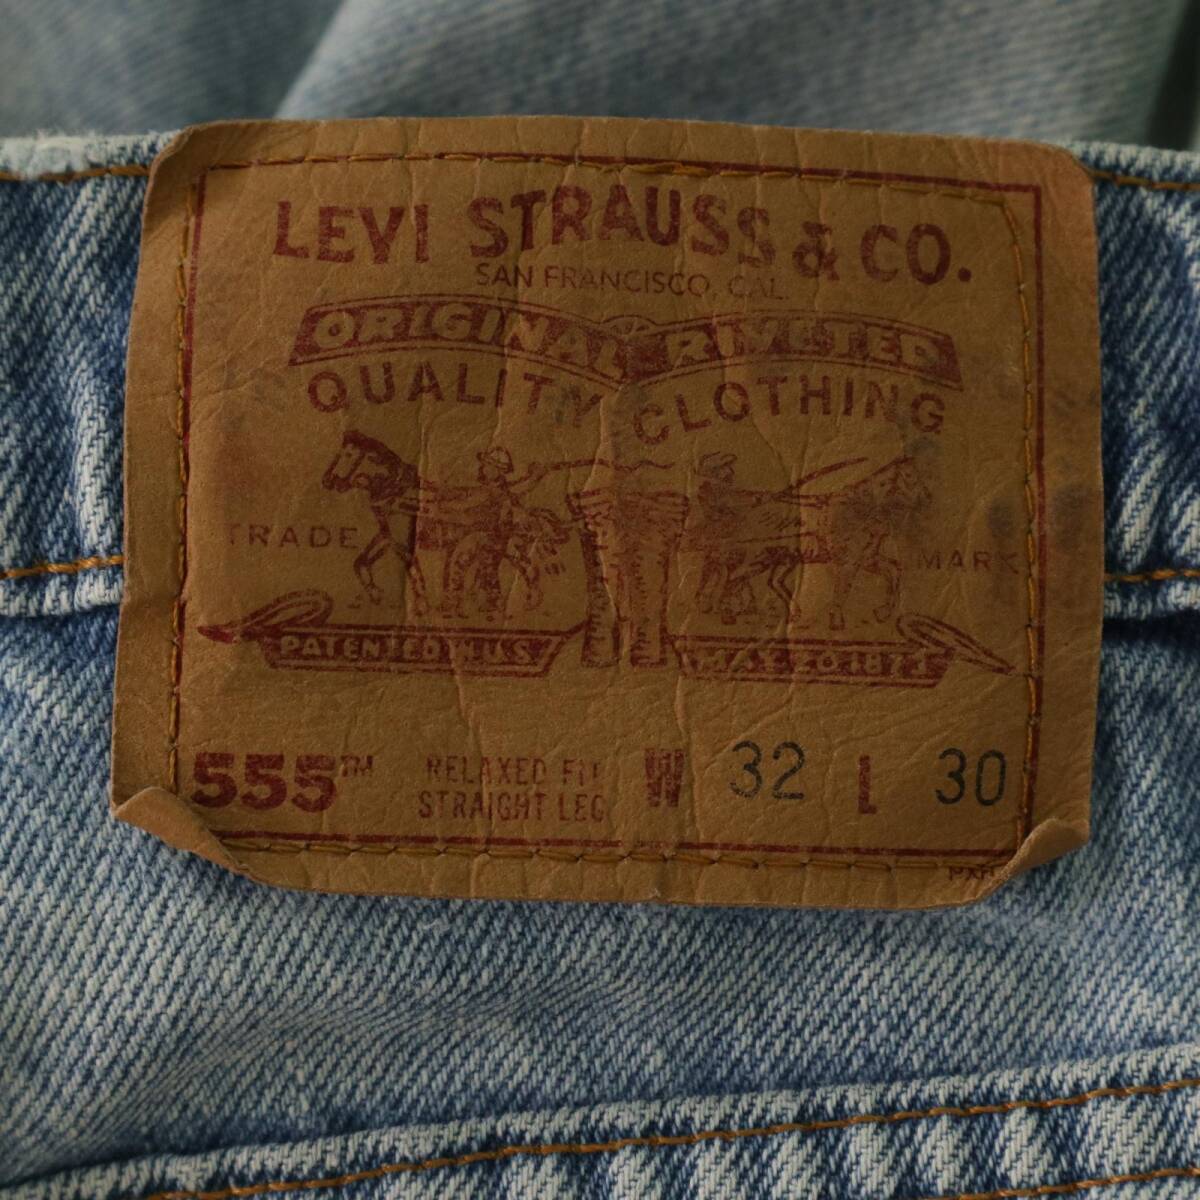 LEVI STRAUSS & CO.
SAN FRANCISCO, CAL.
ORIGINAL RIVETED
QUALITY CLOTHING
TRADE MARK
PATENTED IN U.S. MAY 20 1873
555™ RELAXED FIT W 32 L 30
STRAIGHT LEG